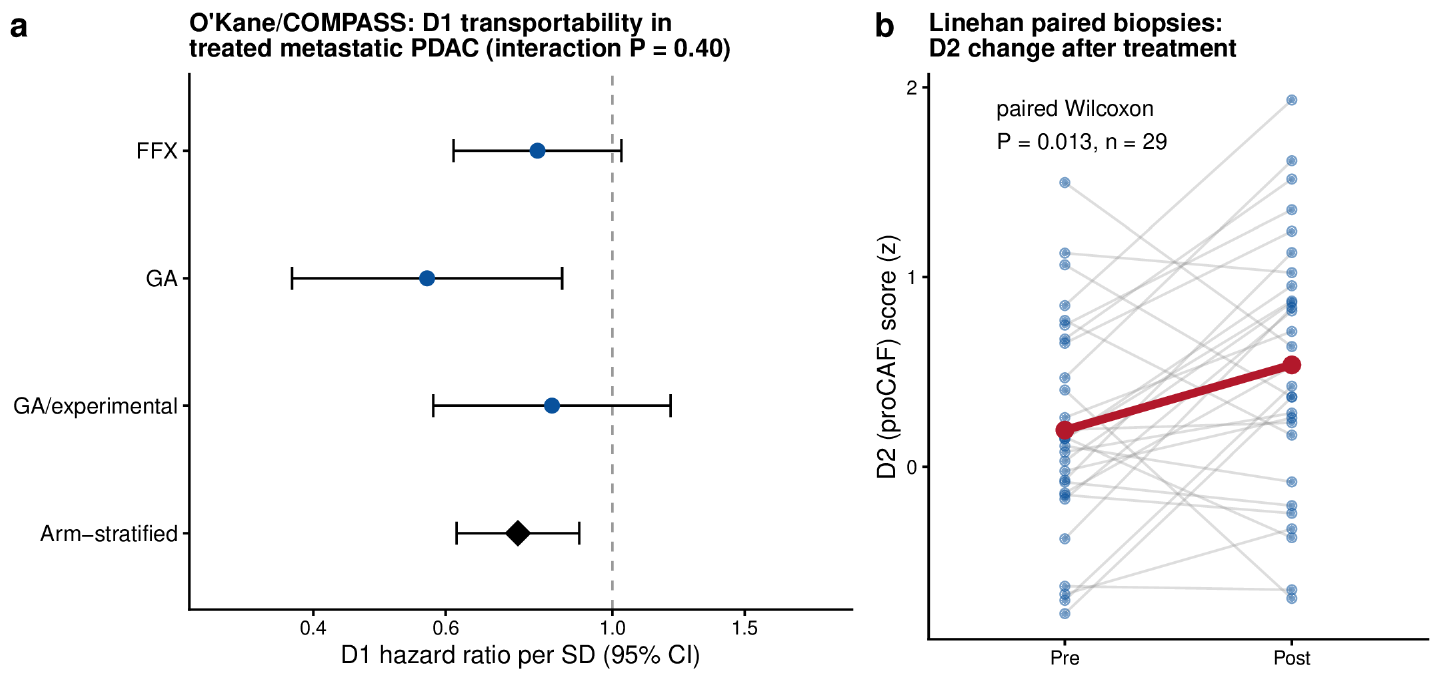 a
O'Kane/COMPASS: D1 transportability in
treated metastatic PDAC (interaction P = 0.40)
FFX
GA
GA/experimental
Arm−stratified
0.4
0.6
1.0
1.5
D1 hazard ratio per SD (95% CI)
b
Linehan paired biopsies:
D2 change after treatment
paired Wilcoxon
P = 0.013, n = 29
D2 (proCAF) score (z)
2
1
0
Pre
Post